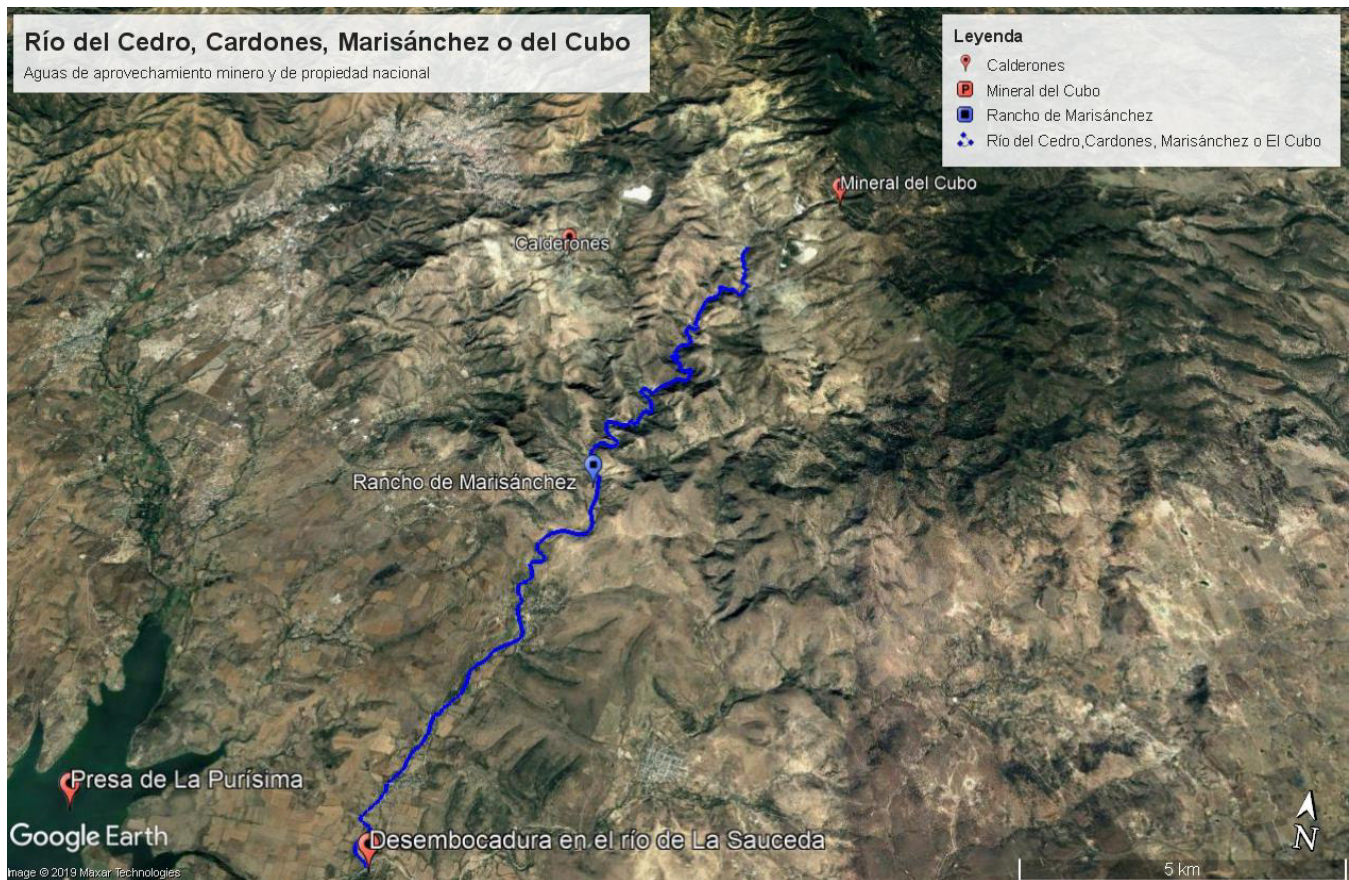 Río del Cedro, Cardones, Marisánchez o del Cubo
Aguas de aprovechamiento minero y de propiedad nacional
Leyenda
Calderones
P
Mineral del Cubo
Rancho de Marisánchez
Río del Cedro,Cardones, Marisánchez o El Cubo
Mineral del Cubo
Calderones
Rancho de Marisánchez
Presa de La Purísima
Desembocadura en el río de La Sauceda
Google Earth
Image © 2019 Maxar Technologies
N
5 km